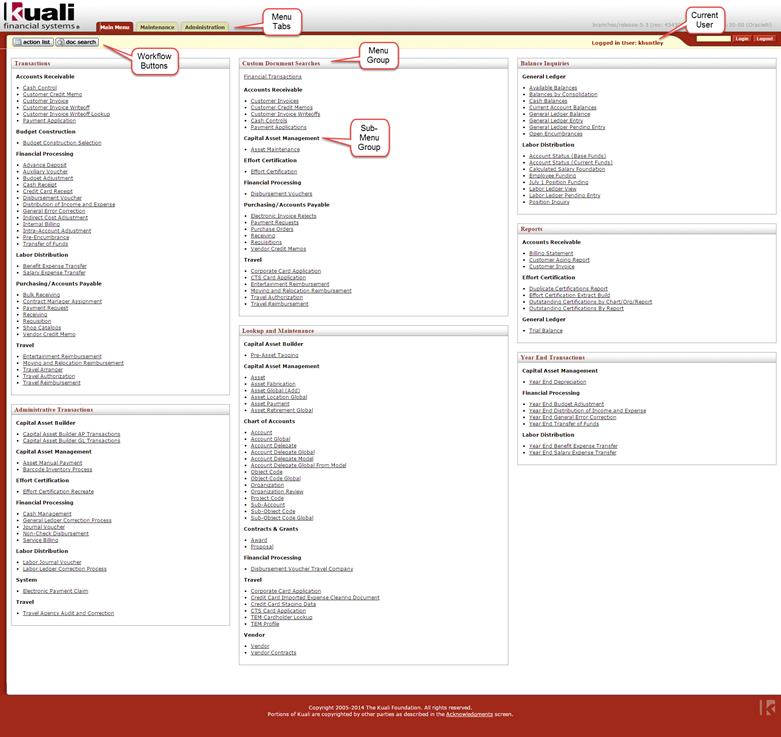 Kuali
financial systems
Main Menu
Maintenance
Administration
Menu
Tabs
Current
User
branches/release-5-3
action list
doc search
Workflow
Buttons
Menu
Group
Logged in User: khuntley
Login
Logout
Transactions
Accounts Receivable
Cash Control
Customer Credit Memo
Customer Invoice
Customer Invoice Writeoff
Customer Invoice Writeoff Lookup
Payment Application
Budget Construction
Budget Construction Selection
Financial Processing
Advance Deposit
Auxiliary Voucher
Budget Adjustment
Cash Receipt
Credit Card Receipt
Disbursement Voucher
Distribution of Income and Expense
General Error Correction
Indirect Cost Adjustment
Internal Billing
Intra-Account Adjustment
Pre-Encumbrance
Transfer of Funds
Labor Distribution
Benefit Expense Transfer
Salary Expense Transfer
Purchasing/Accounts Payable
Bulk Receiving
Contract Manager Assignment
Payment Request
Receiving
Requisition
Shop Catalogs
Vendor Credit Memo
Travel
Entertainment Reimbursement
Moving and Relocation Reimbursement
Travel Arranger
Travel Authorization
Travel Reimbursement
Administrative Transactions
Capital Asset Builder
Capital Asset Builder AP Transactions
Capital Asset Builder GL Transactions
Capital Asset Management
Asset Manual Payment
Barcode Inventory Process
Effort Certification
Effort Certification Recreate
Financial Processing
Cash Management
General Ledger Correction Process
Journal Voucher
Non-Check Disbursement
Service Billing
Labor Distribution
Labor Journal Voucher
Labor Ledger Correction Process
System
Electronic Payment Claim
Travel
Travel Agency Audit and Correction
Custom Document Searches
Financial Transactions
Accounts Receivable
Customer Invoices
Customer Credit Memos
Customer Invoice Writeoffs
Cash Controls
Payment Applications
Capital Asset Management
Sub-
Menu
Group
Asset Maintenance
Effort Certification
Effort Certification
Financial Processing
Disbursement Vouchers
Purchasing/Accounts Payable
Electronic Invoice Rejects
Payment Requests
Purchase Orders
Receiving
Requisitions
Vendor Credit Memos
Travel
Corporate Card Application
CTS Card Application
Entertainment Reimbursement
Moving and Relocation Reimbursement
Travel Authorization
Travel Reimbursement
Lookup and Maintenance
Capital Asset Builder
Pre-Asset Tagging
Capital Asset Management
Asset
Asset Fabrication
Asset Global (Add)
Asset Location Global
Asset Payment
Asset Retirement Global
Chart of Accounts
Account
Account Global
Account Delegate
Account Delegate Global
Account Delegate Model
Account Delegate Global From Model
Object Code
Object Code Global
Organization
Organization Review
Project Code
Sub-Account
Sub-Object Code
Sub-Object Code Global
Contracts & Grants
Award
Proposal
Financial Processing
Disbursement Voucher Travel Company
Travel
Corporate Card Application
Credit Card Imported Expense Clearing Document
Credit Card Staging Data
CTS Card Application
TEM Cardholder Lookup
TEM Profile
Vendor
Vendor
Vendor Contracts
Balance Inquiries
General Ledger
Available Balances
Balances by Consolidation
Cash Balances
Current Account Balances
General Ledger Balance
General Ledger Entry
General Ledger Pending Entry
Open Encumbrances
Labor Distribution
Account Status (Base Funds)
Account Status (Current Funds)
Calculated Salary Foundation
Employee Funding
July 1 Position Funding
Labor Ledger View
Labor Ledger Pending Entry
Position Inquiry
Reports
Accounts Receivable
Billing Statement
Customer Aging Report
Customer Invoice
Effort Certification
Duplicate Certifications Report
Effort Certification Extract Build
Outstanding Certifications by Chart/Org/Report
Outstanding Certifications By Report
General Ledger
Trial Balance
Year End Transactions
Capital Asset Management
Year End Depreciation
Financial Processing
Year End Budget Adjustment
Year End Distribution of Income and Expense
Year End General Error Correction
Year End Transfer of Funds
Labor Distribution
Year End Benefit Expense Transfer
Year End Salary Expense Transfer
Copyright 2005-2014 The Kuali Foundation. All rights reserved.
Portions of Kuali are copyrighted by other parties as described in the Acknowledgments screen.